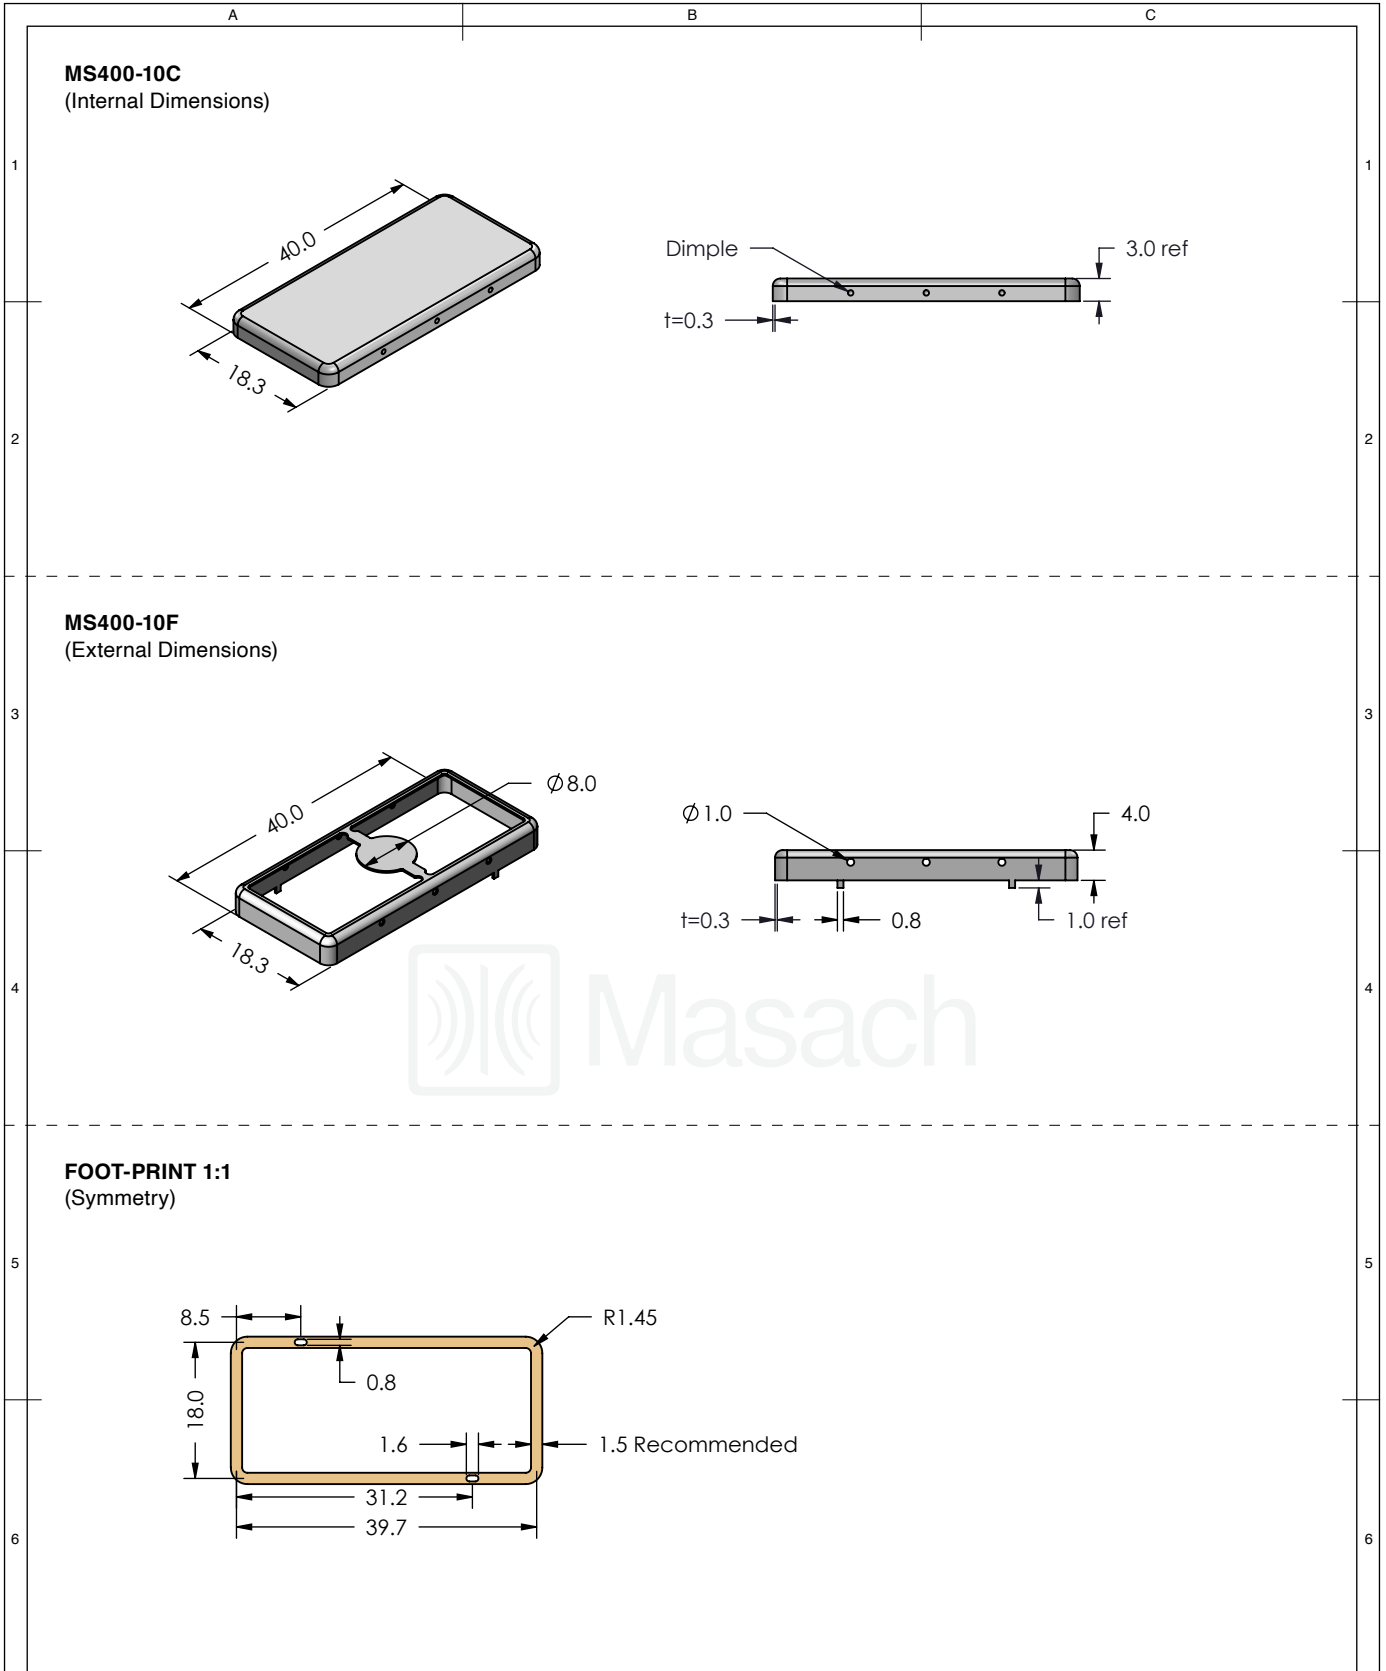 A B C
MS400-10C
(Internal Dimensions)
1 1
40.0
Dimple
3.0 ref
t=0.3
18.3
2 2
MS400-10F
(External Dimensions)
3 3
40.0
Ø8.0
Ø1.0
4.0
t=0.3
0.8
1.0 ref
18.3
4 4
Masach
FOOT-PRINT 1:1
(Symmetry)
5 5
8.5
R1.45
0.8
18.0
1.6
1.5 Recommended
31.2
39.7
6 6